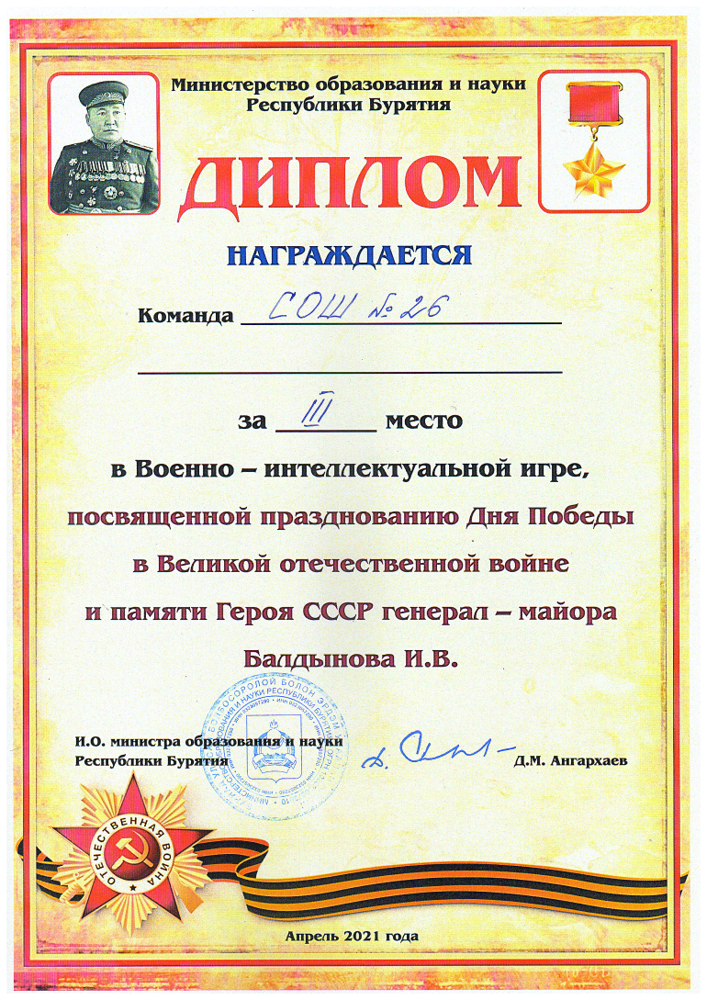 Министерство образования и науки
Республики Бурятия
ДИПЛОМ
НАГРАЖДАЕТСЯ
Команда СОШ № 26
за III место
в Военно – интеллектуальной игре,
посвященной празднованию Дня Победы
в Великой отечественной войне
и памяти Героя СССР генерал – майора
Балдынова И.В.
И.О. министра образования и науки
Республики Бурятия
Д.М. Ангархаев
ОТЕЧЕСТВЕННАЯ ВОЙНА
Апрель 2021 года